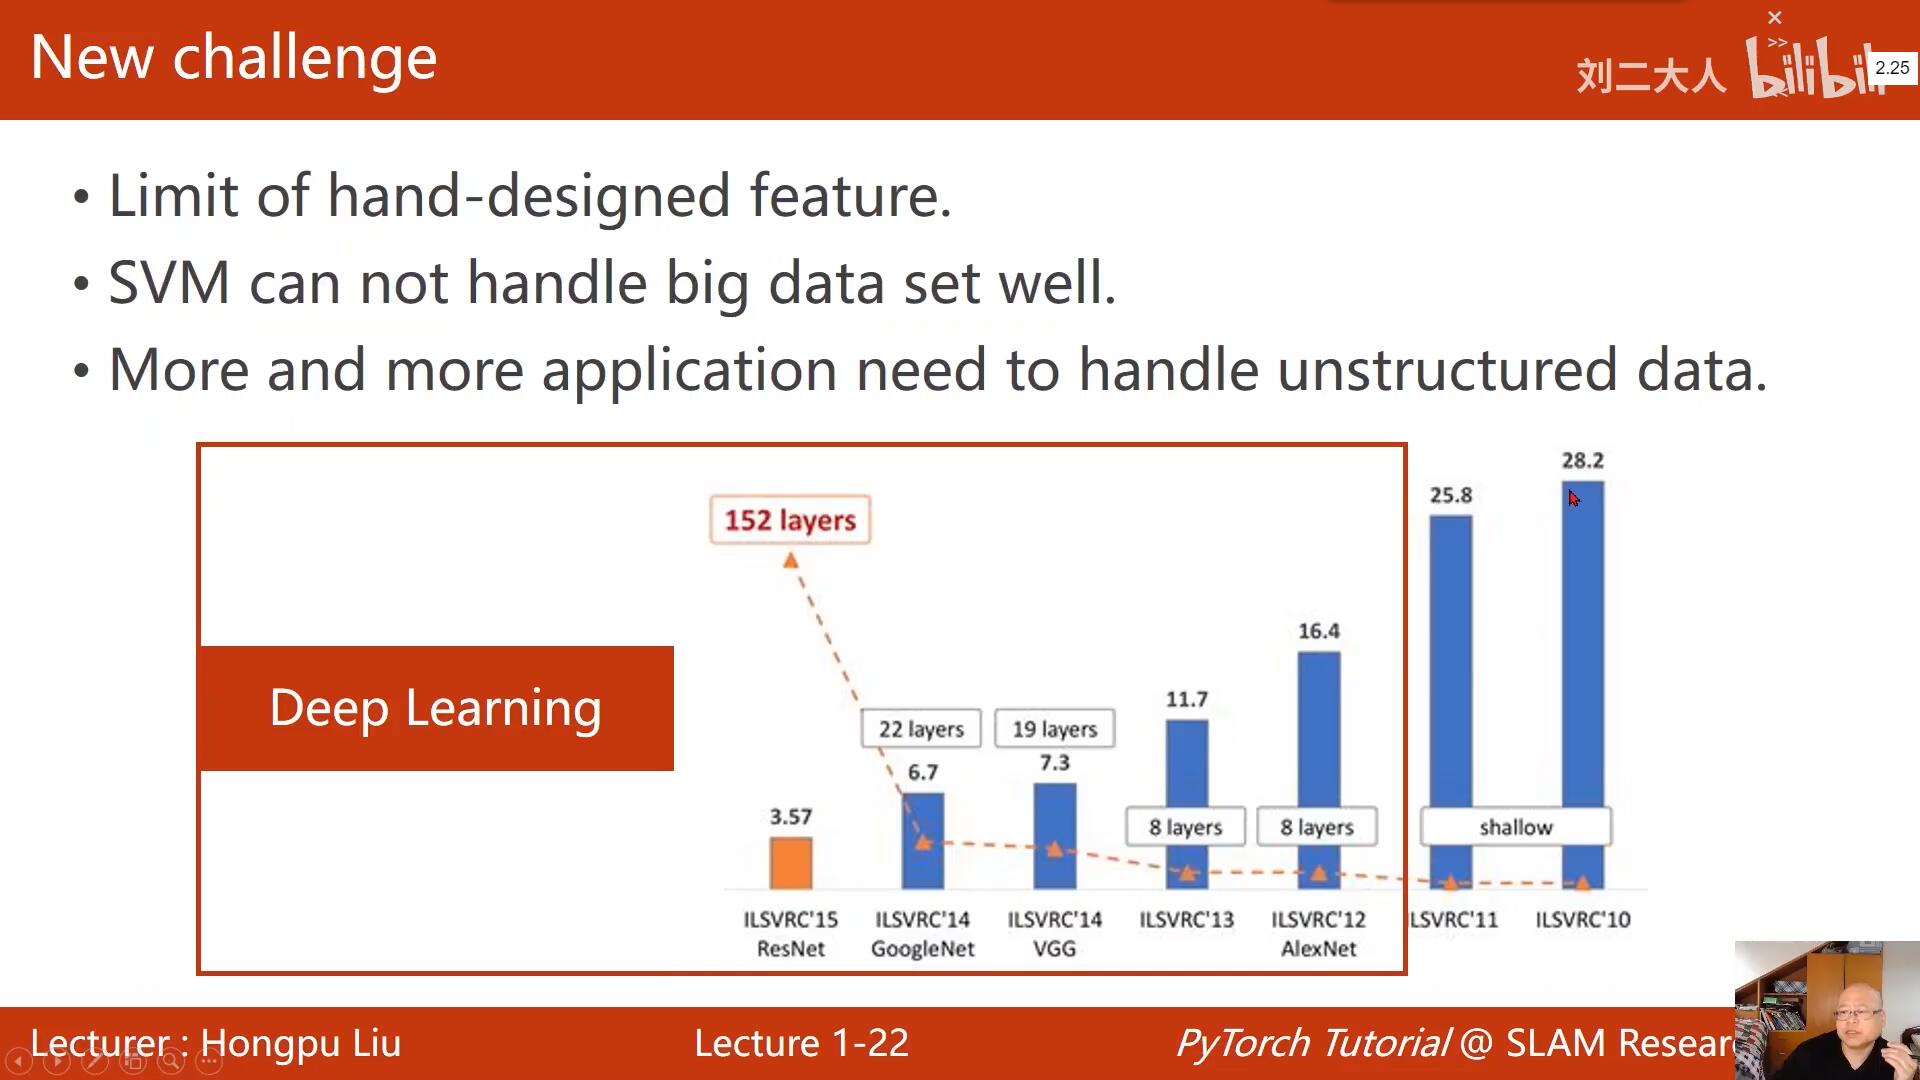 New challenge
刘二大人 bilibili
2.25
• Limit of hand-designed feature.
• SVM can not handle big data set well.
• More and more application need to handle unstructured data.
Deep Learning
152 layers
22 layers
19 layers
8 layers
8 layers
shallow
3.57
6.7
7.3
11.7
16.4
25.8
28.2
ILSVRC'15 ResNet
ILSVRC'14 GoogleNet
ILSVRC'14 VGG
ILSVRC'13
ILSVRC'12 AlexNet
LSVRC'11
ILSVRC'10
Lecturer : Hongpu Liu
Lecture 1-22
PyTorch Tutorial @ SLAM Resear